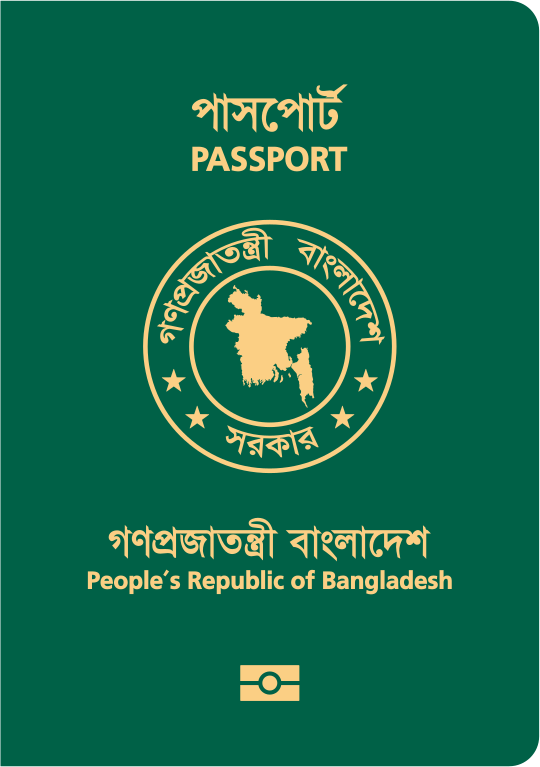 পাসপোর্ট
PASSPORT
গণপ্রজাতন্ত্রী বাংলাদেশ
সরকার
গণপ্রজাতন্ত্রী বাংলাদেশ
People's Republic of Bangladesh